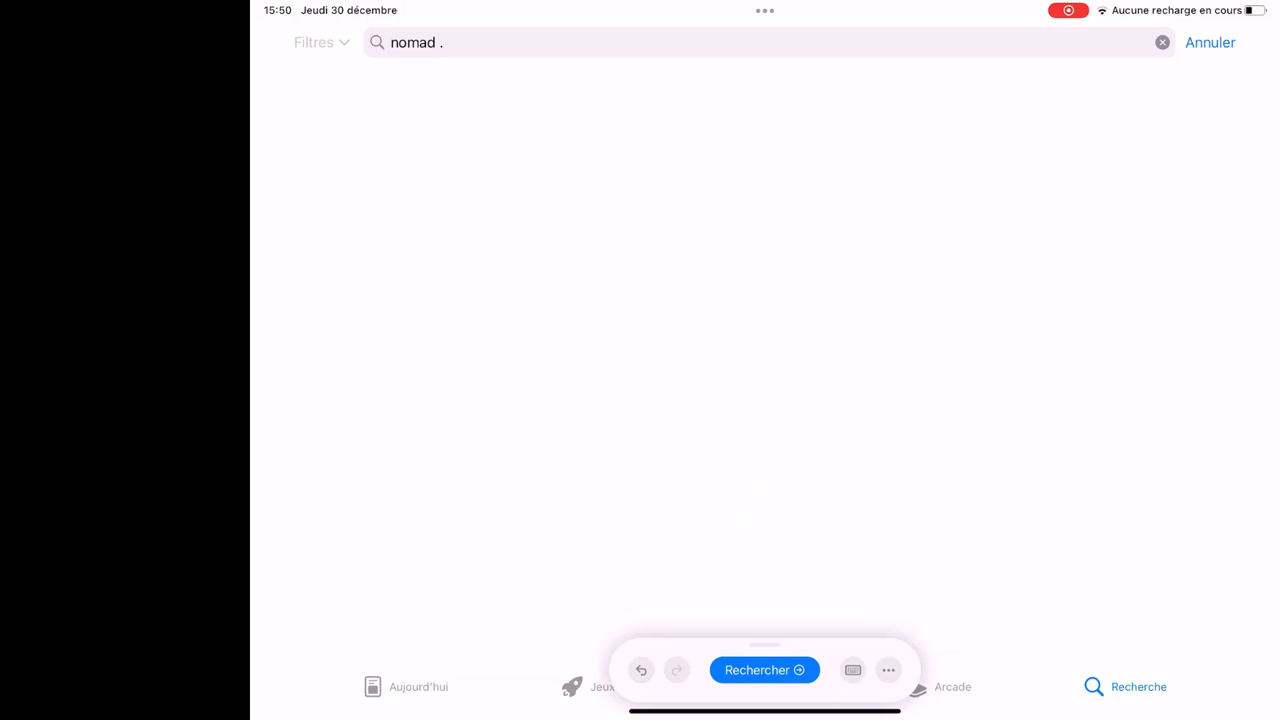 15:50 Jeudi 30 décembre
Aucune recharge en cours
Filtres
nomad .
Annuler
Rechercher
Aujourd'hui
Jeux
Arcade
Recherche